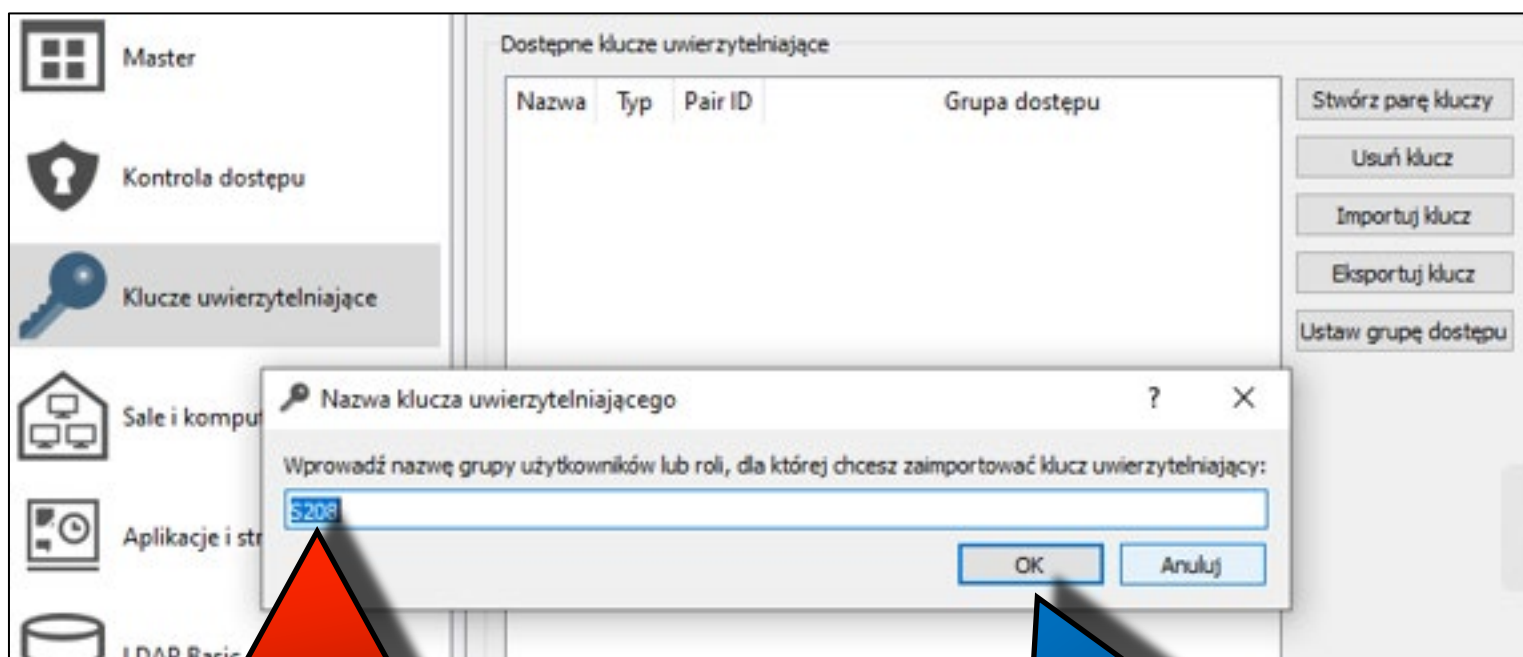 Master
Kontrola dostępu
Klucze uwierzytelniające
Sale i komput
Aplikacje i str
LDAP Basic
Dostępne klucze uwierzytelniające
Nazwa Typ Pair ID Grupa dostępu
Stwórz parę kluczy
Usuń klucz
Importuj klucz
Eksportuj klucz
Ustaw grupę dostępu
Nazwa klucza uwierzytelniającego ?
Wprowadź nazwę grupy użytkowników lub roli, dla której chcesz zaimportować klucz uwierzytelniający:
S208
OK Anuluj